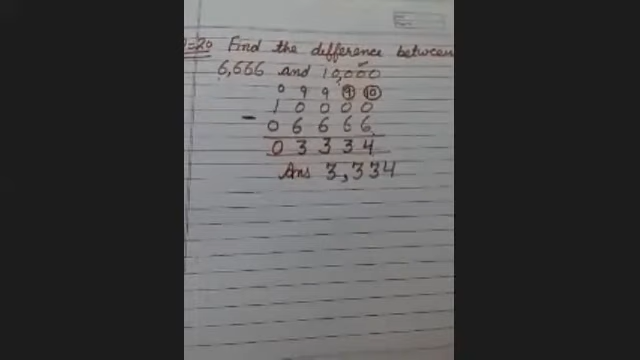 =20 Find the difference between
6,666 and 10,000
0 9 9 9 10
1 0 0 0 0
- 0 6 6 6 6
0 3 3 3 4
Ans 3,334